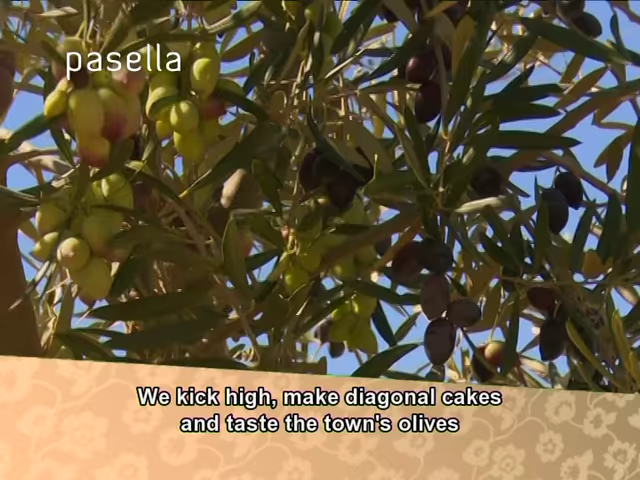 pasella
We kick high, make diagonal cakes
and taste the town's olives